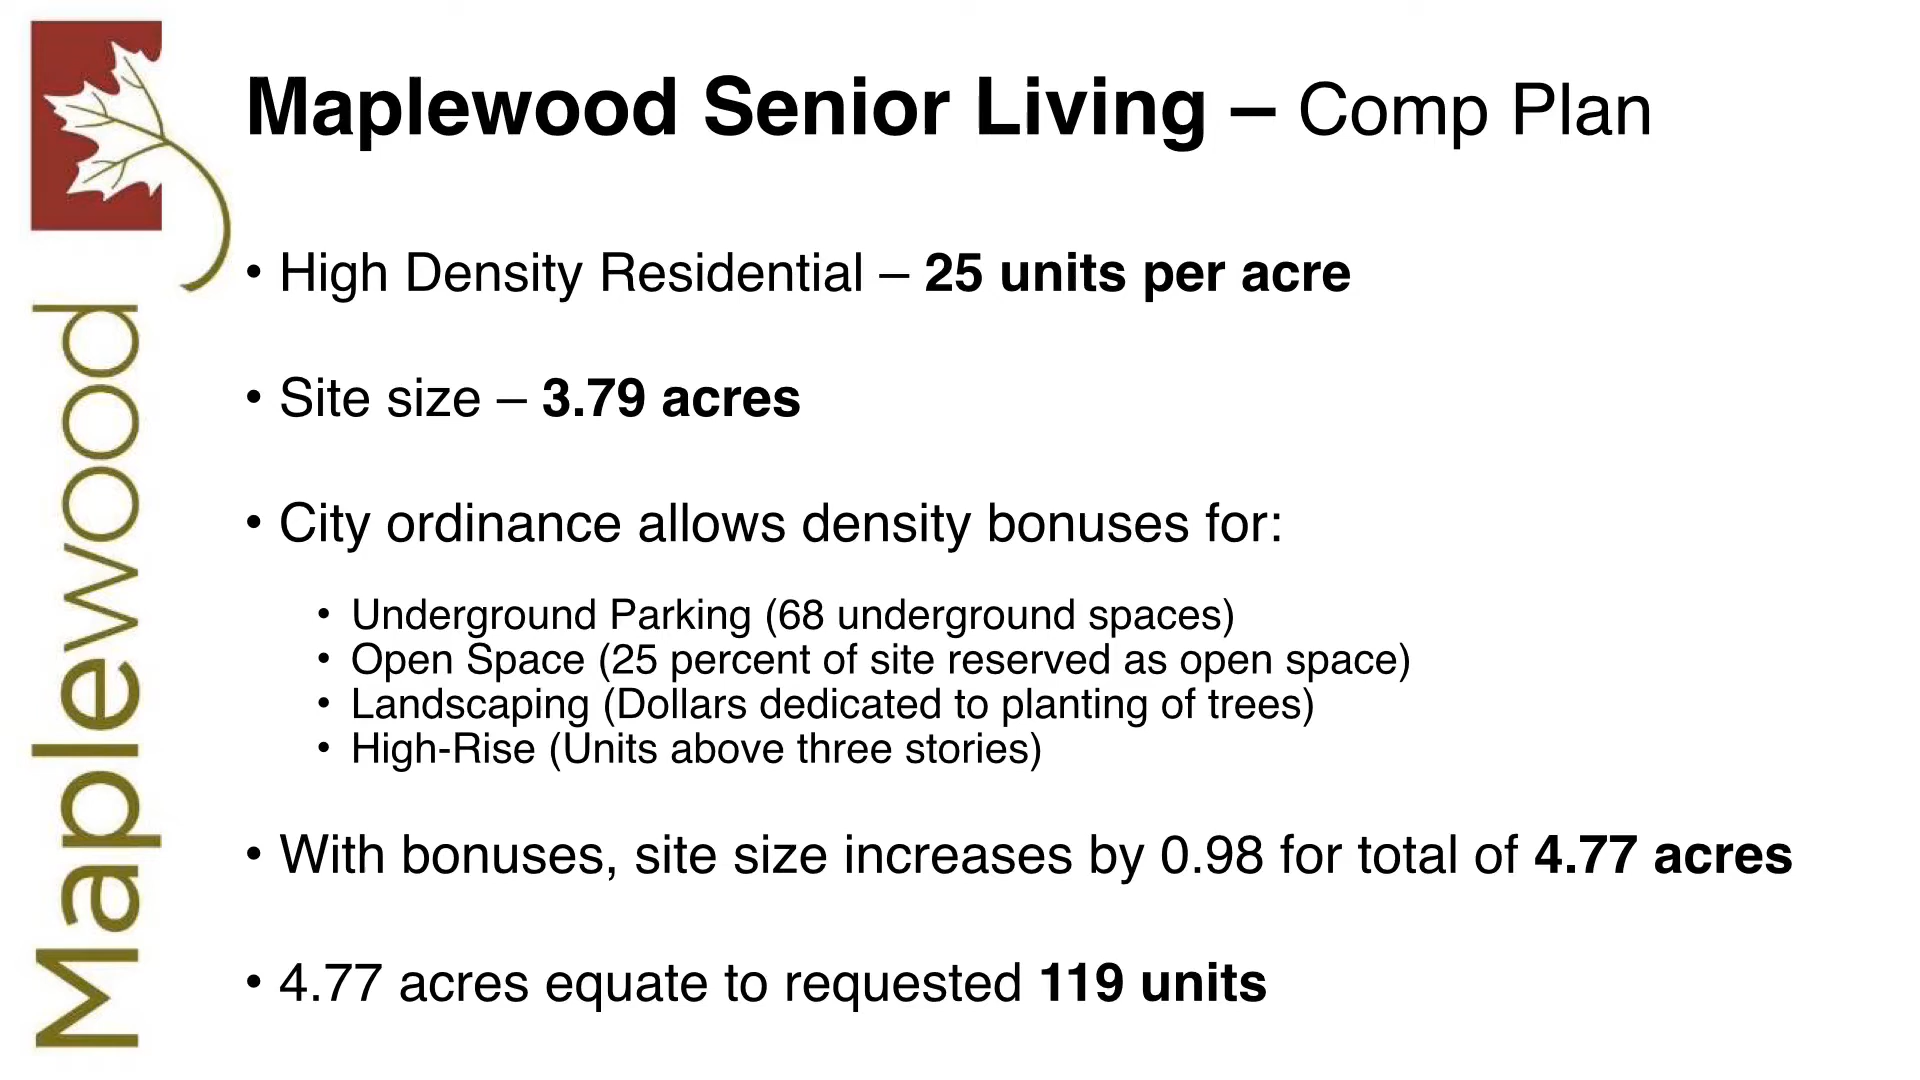 Maplewood
Maplewood Senior Living – Comp Plan
• High Density Residential – 25 units per acre
• Site size – 3.79 acres
• City ordinance allows density bonuses for:
• Underground Parking (68 underground spaces)
• Open Space (25 percent of site reserved as open space)
• Landscaping (Dollars dedicated to planting of trees)
• High-Rise (Units above three stories)
• With bonuses, site size increases by 0.98 for total of 4.77 acres
• 4.77 acres equate to requested 119 units